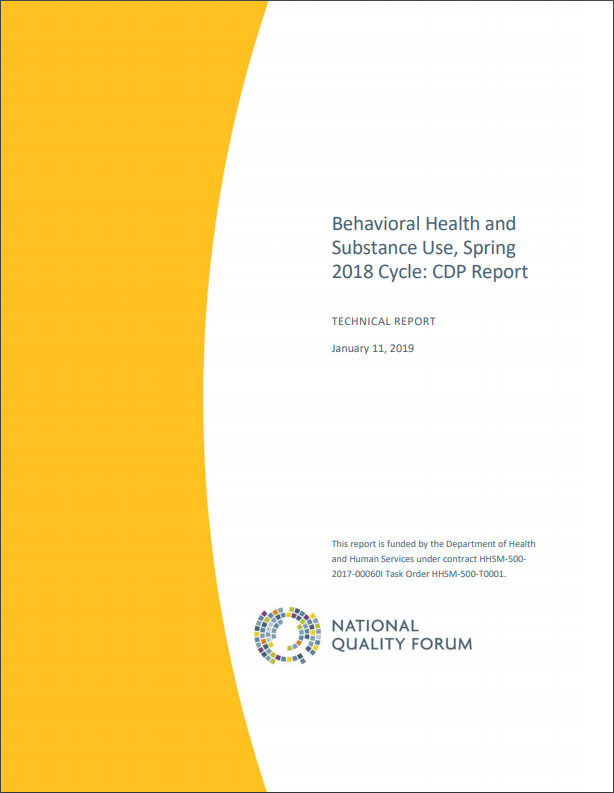 Behavioral Health and
Substance Use, Spring
2018 Cycle: CDP Report
TECHNICAL REPORT
January 11, 2019
This report is funded by the Department of Health
and Human Services under contract HHSM-500-
2017-00060I Task Order HHSM-500-T0001.
NATIONAL
QUALITY FORUM